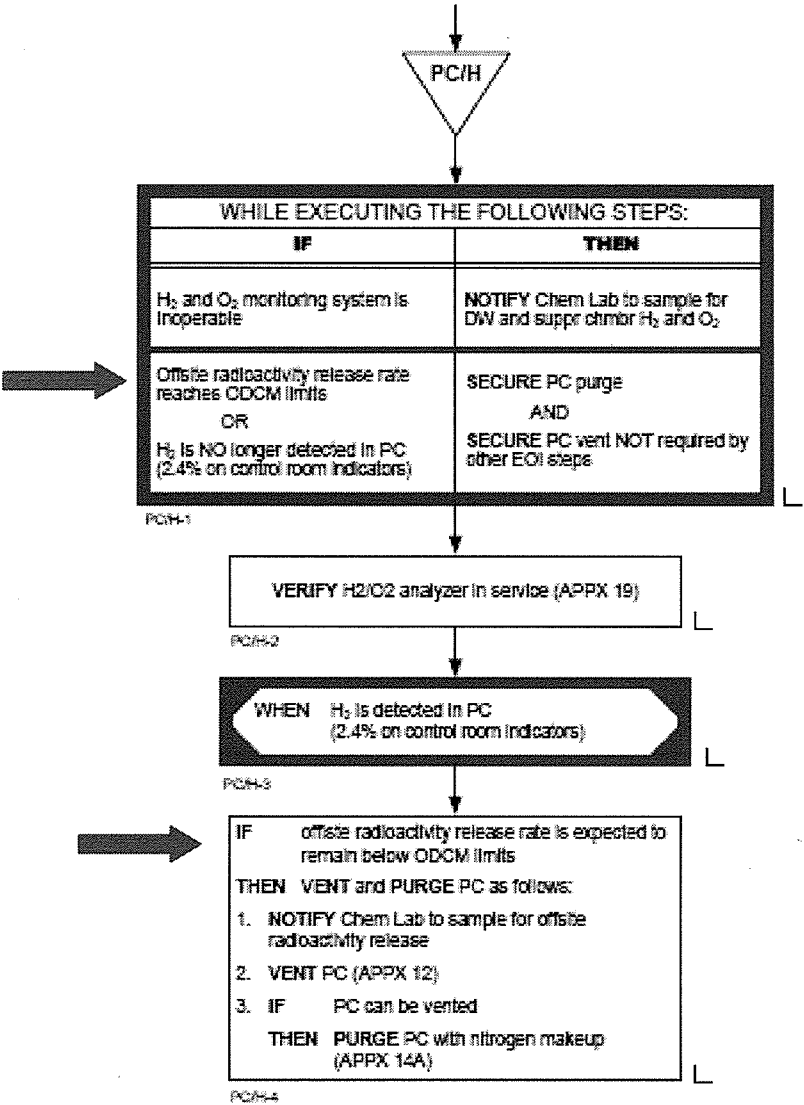 PC/H
WHILE EXECUTING THE FOLLOWING STEPS:
IF
THEN
H₂ and O₂ monitoring system is
inoperable
NOTIFY Chem Lab to sample for
DW and suppr chmbr H₂ and O₂
Offsite radioactivity release rate
reaches ODCM limits
OR
H₂ is NO longer detected in PC
(2.4% on control room indicators)
SECURE PC purge
AND
SECURE PC vent NOT required by
other EOI steps
PC/H-1
VERIFY H2/O2 analyzer in service (APPX 19)
PC/H-2
WHEN H₂ is detected in PC
(2.4% on control room indicators)
PC/H-3
IF offsite radioactivity release rate is expected to
remain below ODCM limits
THEN VENT and PURGE PC as follows:
1. NOTIFY Chem Lab to sample for offsite
radioactivity release
2. VENT PC (APPX 12)
3. IF PC can be vented
THEN PURGE PC with nitrogen makeup
(APPX 14A)
PC/H-4